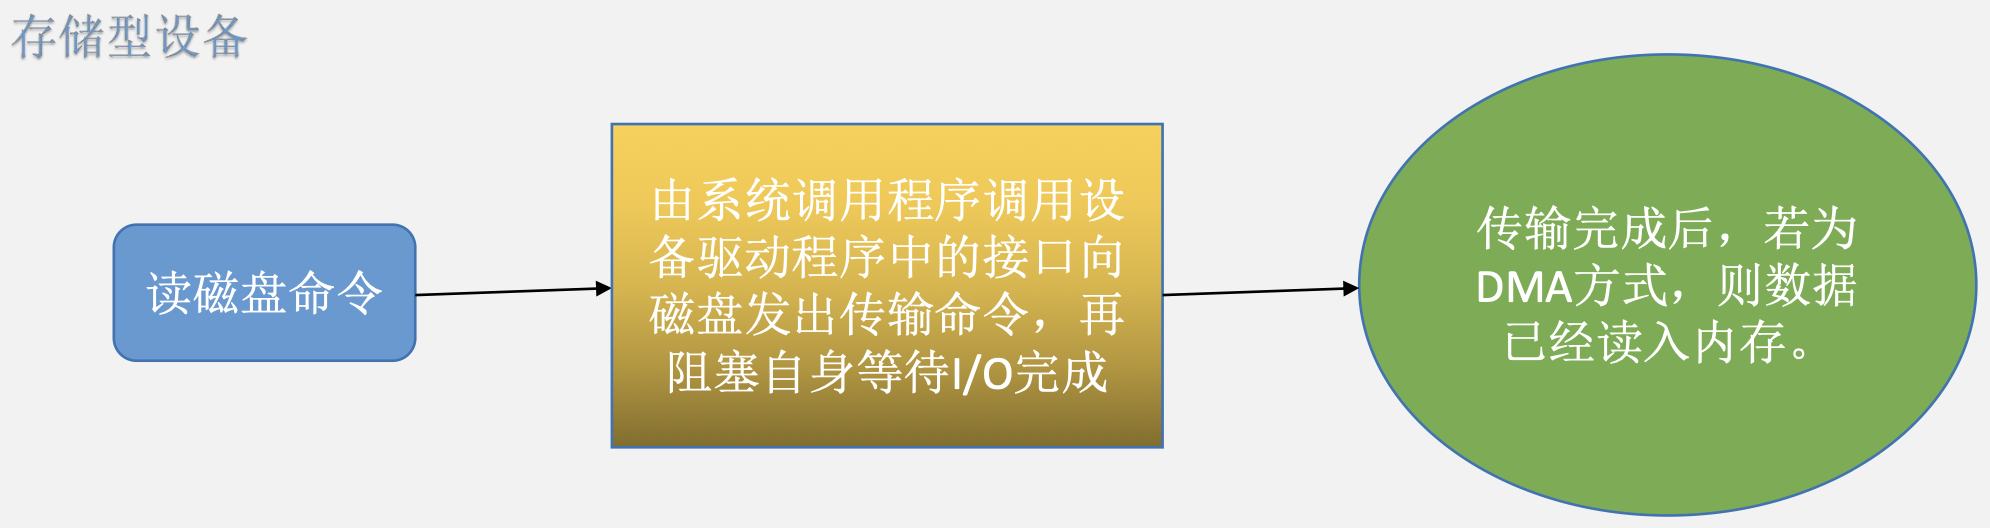 存储型设备
读磁盘命令
由系统调用程序调用设
备驱动程序中的接口向
磁盘发出传输命令，再
阻塞自身等待I/O完成
传输完成后，若为
DMA方式，则数据
已经读入内存。